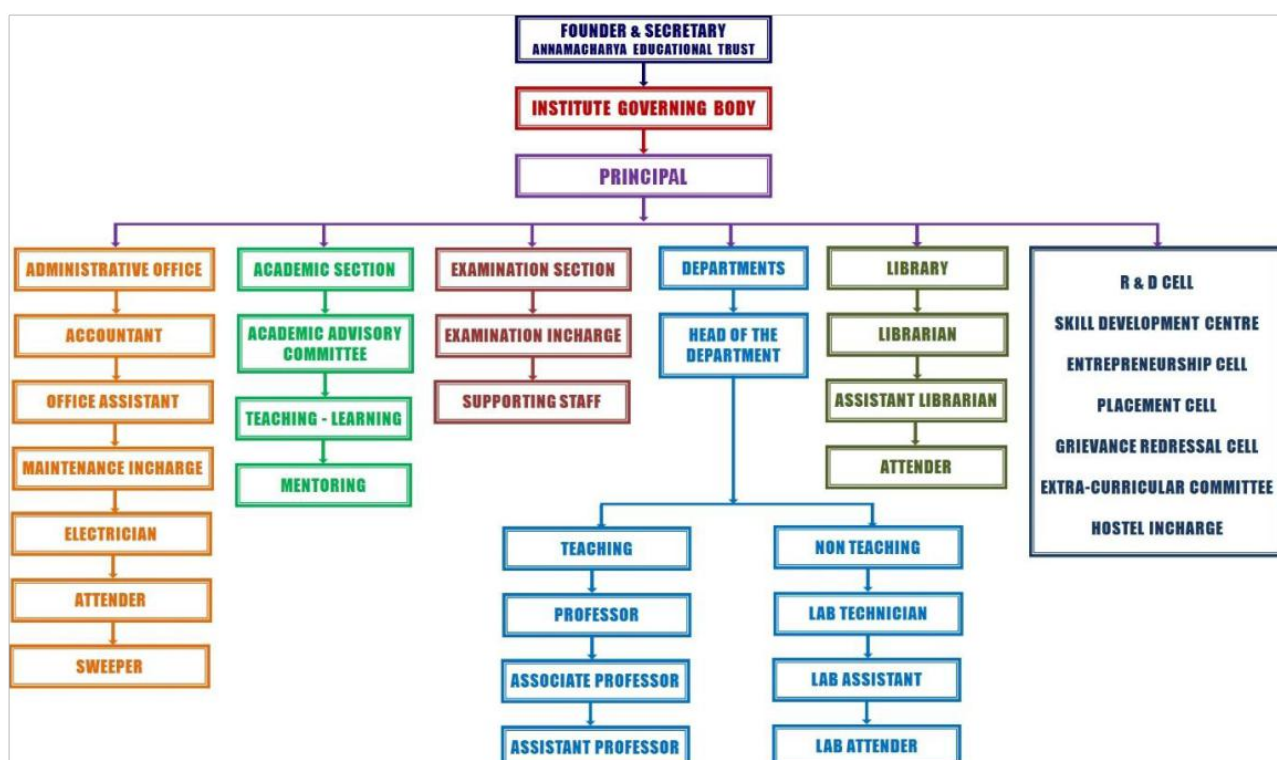 FOUNDER & SECRETARY
ANNAMACHARYA EDUCATIONAL TRUST
INSTITUTE GOVERNING BODY
PRINCIPAL
ADMINISTRATIVE OFFICE
ACCOUNTANT
OFFICE ASSISTANT
MAINTENANCE INCHARGE
ELECTRICIAN
ATTENDER
SWEEPER
ACADEMIC SECTION
ACADEMIC ADVISORY
COMMITTEE
TEACHING - LEARNING
MENTORING
EXAMINATION SECTION
EXAMINATION INCHARGE
SUPPORTING STAFF
DEPARTMENTS
HEAD OF THE
DEPARTMENT
TEACHING
PROFESSOR
ASSOCIATE PROFESSOR
ASSISTANT PROFESSOR
NON TEACHING
LAB TECHNICIAN
LAB ASSISTANT
LAB ATTENDER
LIBRARY
LIBRARIAN
ASSISTANT LIBRARIAN
ATTENDER
R & D CELL
SKILL DEVELOPMENT CENTRE
ENTREPRENEURSHIP CELL
PLACEMENT CELL
GRIEVANCE REDRESSAL CELL
EXTRA-CURRICULAR COMMITTEE
HOSTEL INCHARGE